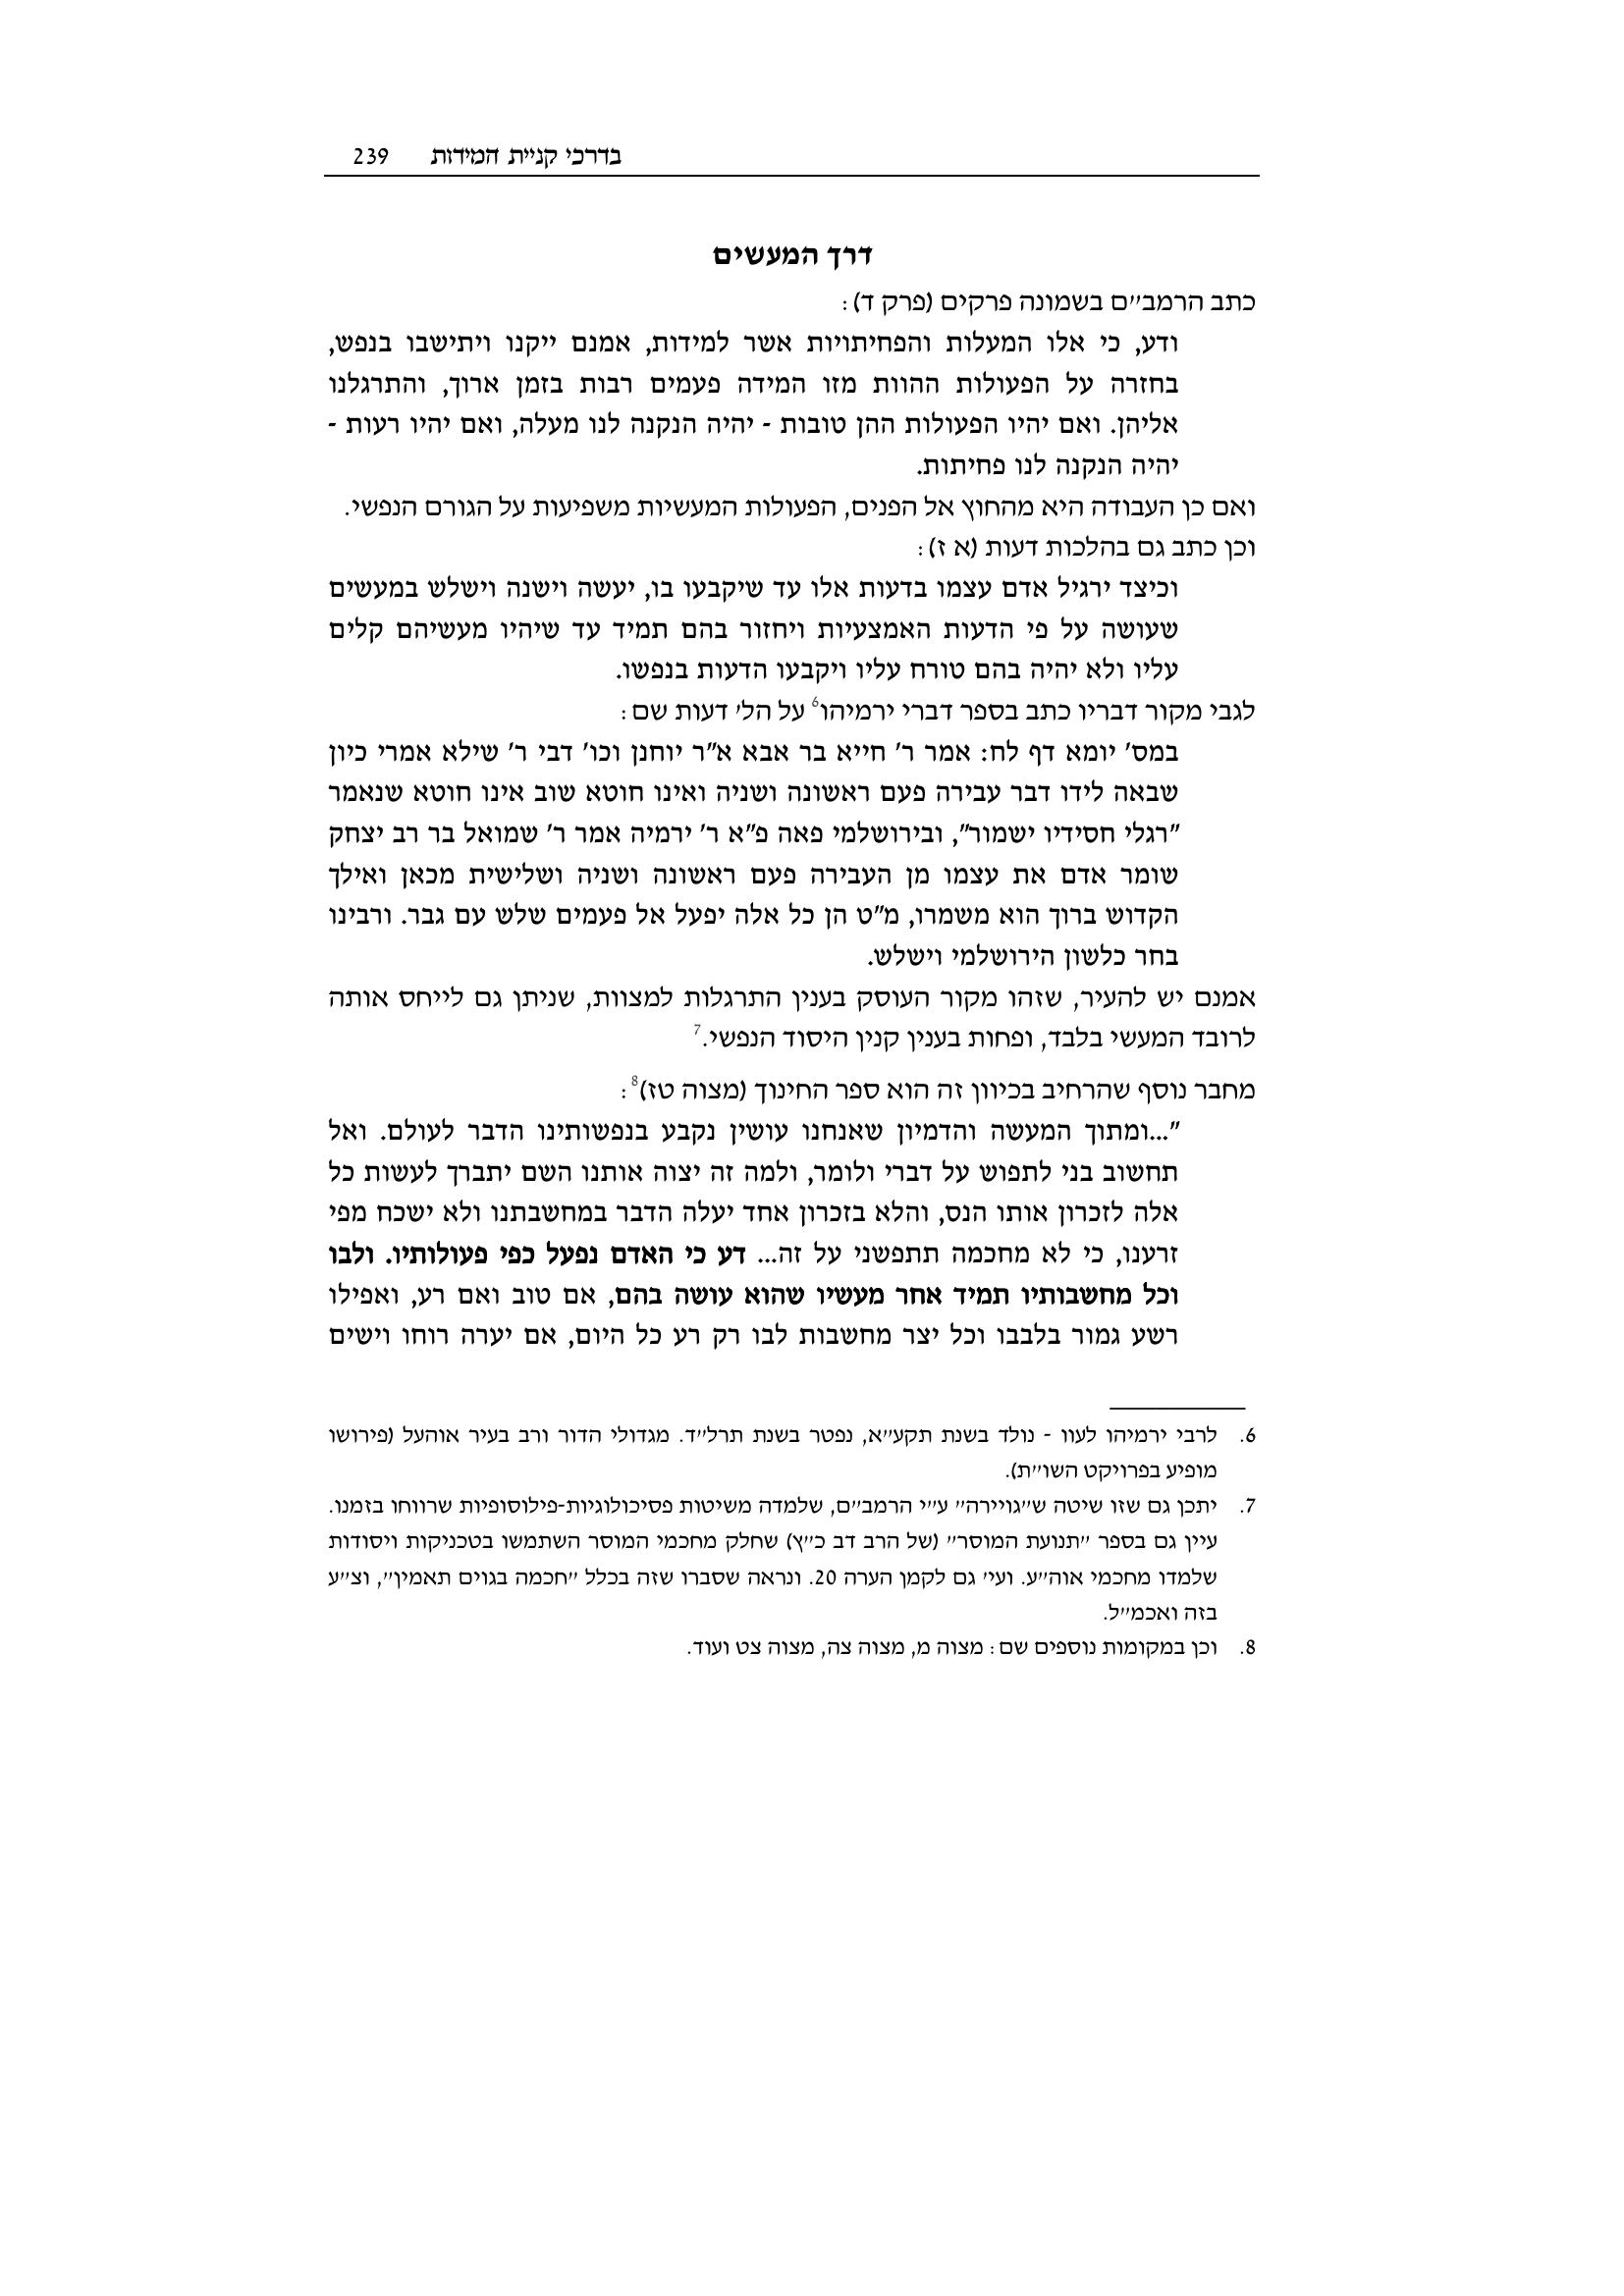 בדרכי קניית המידות 239
דרך המעשים
כתב הרמב״ם בשמונה פרקים (פרק ד):
ודע, כי אלו המעלות והפחיתויות אשר למידות, אמנם ייקנו ויתישבו בנפש,
בחזרה על הפעולות ההוות מזו המידה פעמים רבות בזמן ארוך, והתרגלנו
אליהן. ואם יהיו הפעולות ההן טובות - יהיה הנקנה לנו מעלה, ואם יהיו רעות -
יהיה הנקנה לנו פחיתות.
ואם כן העבודה היא מהחוץ אל הפנים, הפעולות המעשיות משפיעות על הגורם הנפשי.
וכן כתב גם בהלכות דעות (א ז):
וכיצד ירגיל אדם עצמו בדעות אלו עד שיקבעו בו, יעשה וישנה וישלש במעשים
שעושה על פי הדעות האמצעיות ויחזור בהם תמיד עד שיהיו מעשיהם קלים
עליו ולא יהיה בהם טורח עליו ויקבעו הדעות בנפשו.
לגבי מקור דבריו כתב בספר דברי ירמיהו6 על הל׳ דעות שם:
במס׳ יומא דף לח: אמר ר׳ חייא בר אבא א״ר יוחנן וכו׳ דבי ר׳ שילא אמרי כיון
שבאה לידו דבר עבירה פעם ראשונה ושניה ואינו חוטא שוב אינו חוטא שנאמר
״רגלי חסידיו ישמור״, ובירושלמי פאה פ״א ר׳ ירמיה אמר ר׳ שמואל בר רב יצחק
שומר אדם את עצמו מן העבירה פעם ראשונה ושניה ושלישית מכאן ואילך
הקדוש ברוך הוא משמרו, מ״ט הן כל אלה יפעל אל פעמים שלש עם גבר. ורבינו
בחר כלשון הירושלמי וישלש.
אמנם יש להעיר, שזהו מקור העוסק בענין התרגלות למצוות, שניתן גם לייחס אותה
לרובד המעשי בלבד, ופחות בענין קנין היסוד הנפשי.7
מחבר נוסף שהרחיב בכיוון זה הוא ספר החינוך (מצוה טז)8:
״...ומתוך המעשה והדמיון שאנחנו עושין נקבע בנפשותינו הדבר לעולם. ואל
תחשוב בני לתפוש על דברי ולומר, ולמה זה יצוה אותנו השם יתברך לעשות כל
אלה לזכרון אותו הנס, והלא בזכרון אחד יעלה הדבר במחשבתנו ולא ישכח מפי
זרענו, כי לא מחכמה תתפשני על זה... דע כי האדם נפעל כפי פעולותיו. ולבו
וכל מחשבותיו תמיד אחר מעשיו שהוא עושה בהם, אם טוב ואם רע, ואפילו
רשע גמור בלבבו וכל יצר מחשבות לבו רק רע כל היום, אם יערה רוחו וישים
6. לרבי ירמיהו לעוו - נולד בשנת תקע״א, נפטר בשנת תרל״ד. מגדולי הדור ורב בעיר אוהעל (פירושו
מופיע בפרויקט השו״ת).
7. יתכן גם שזו שיטה ש״גויירה״ ע״י הרמב״ם, שלמדה משיטות פסיכולוגיות-פילוסופיות שרווחו בזמנו.
עיין גם בספר ״תנועת המוסר״ (של הרב דב כ״ץ) שחלק מחכמי המוסר השתמשו בטכניקות ויסודות
שלמדו מחכמי אוה״ע. ועי׳ גם לקמן הערה 20. ונראה שסברו שזה בכלל ״חכמה בגוים תאמין״, וצ״ע
בזה ואכמ״ל.
8. וכן במקומות נוספים שם: מצוה מ, מצוה צה, מצוה צט ועוד.